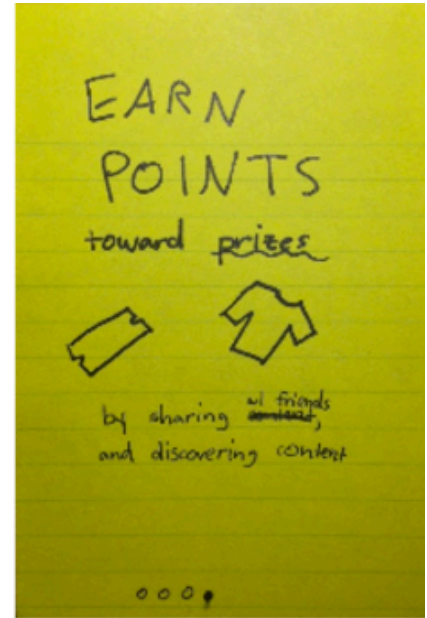 EARN
POINTS
toward prizes
by sharing w/ friends,
and discovering content